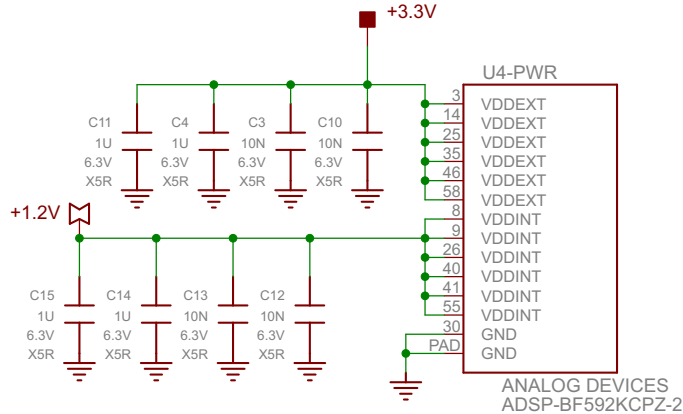 +3.3V
U4-PWR
3 VDDEXT
14 VDDEXT
25 VDDEXT
35 VDDEXT
46 VDDEXT
58 VDDEXT
8 VDDINT
9 VDDINT
26 VDDINT
40 VDDINT
41 VDDINT
55 VDDINT
30 GND
PAD GND
ANALOG DEVICES
ADSP-BF592KCPZ-2
C11
1U
6.3V
X5R
C4
1U
6.3V
X5R
C3
10N
6.3V
X5R
C10
10N
6.3V
X5R
+1.2V
C15
1U
6.3V
X5R
C14
1U
6.3V
X5R
C13
10N
6.3V
X5R
C12
10N
6.3V
X5R